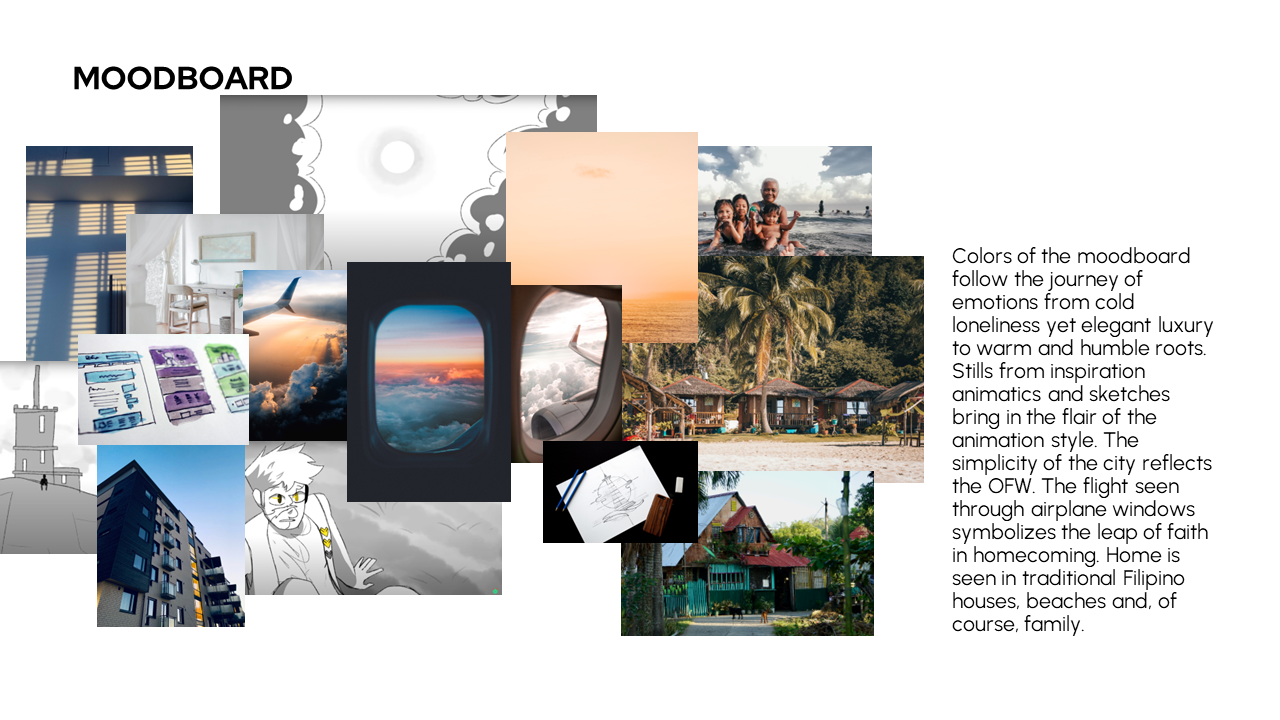 MOODBOARD
Colors of the moodboard
follow the journey of
emotions from cold
loneliness yet elegant luxury
to warm and humble roots.
Stills from inspiration
animatics and sketches
bring in the flair of the
animation style. The
simplicity of the city reflects
the OFW. The flight seen
through airplane windows
symbolizes the leap of faith
in homecoming. Home is
seen in traditional Filipino
houses, beaches and, of
course, family.